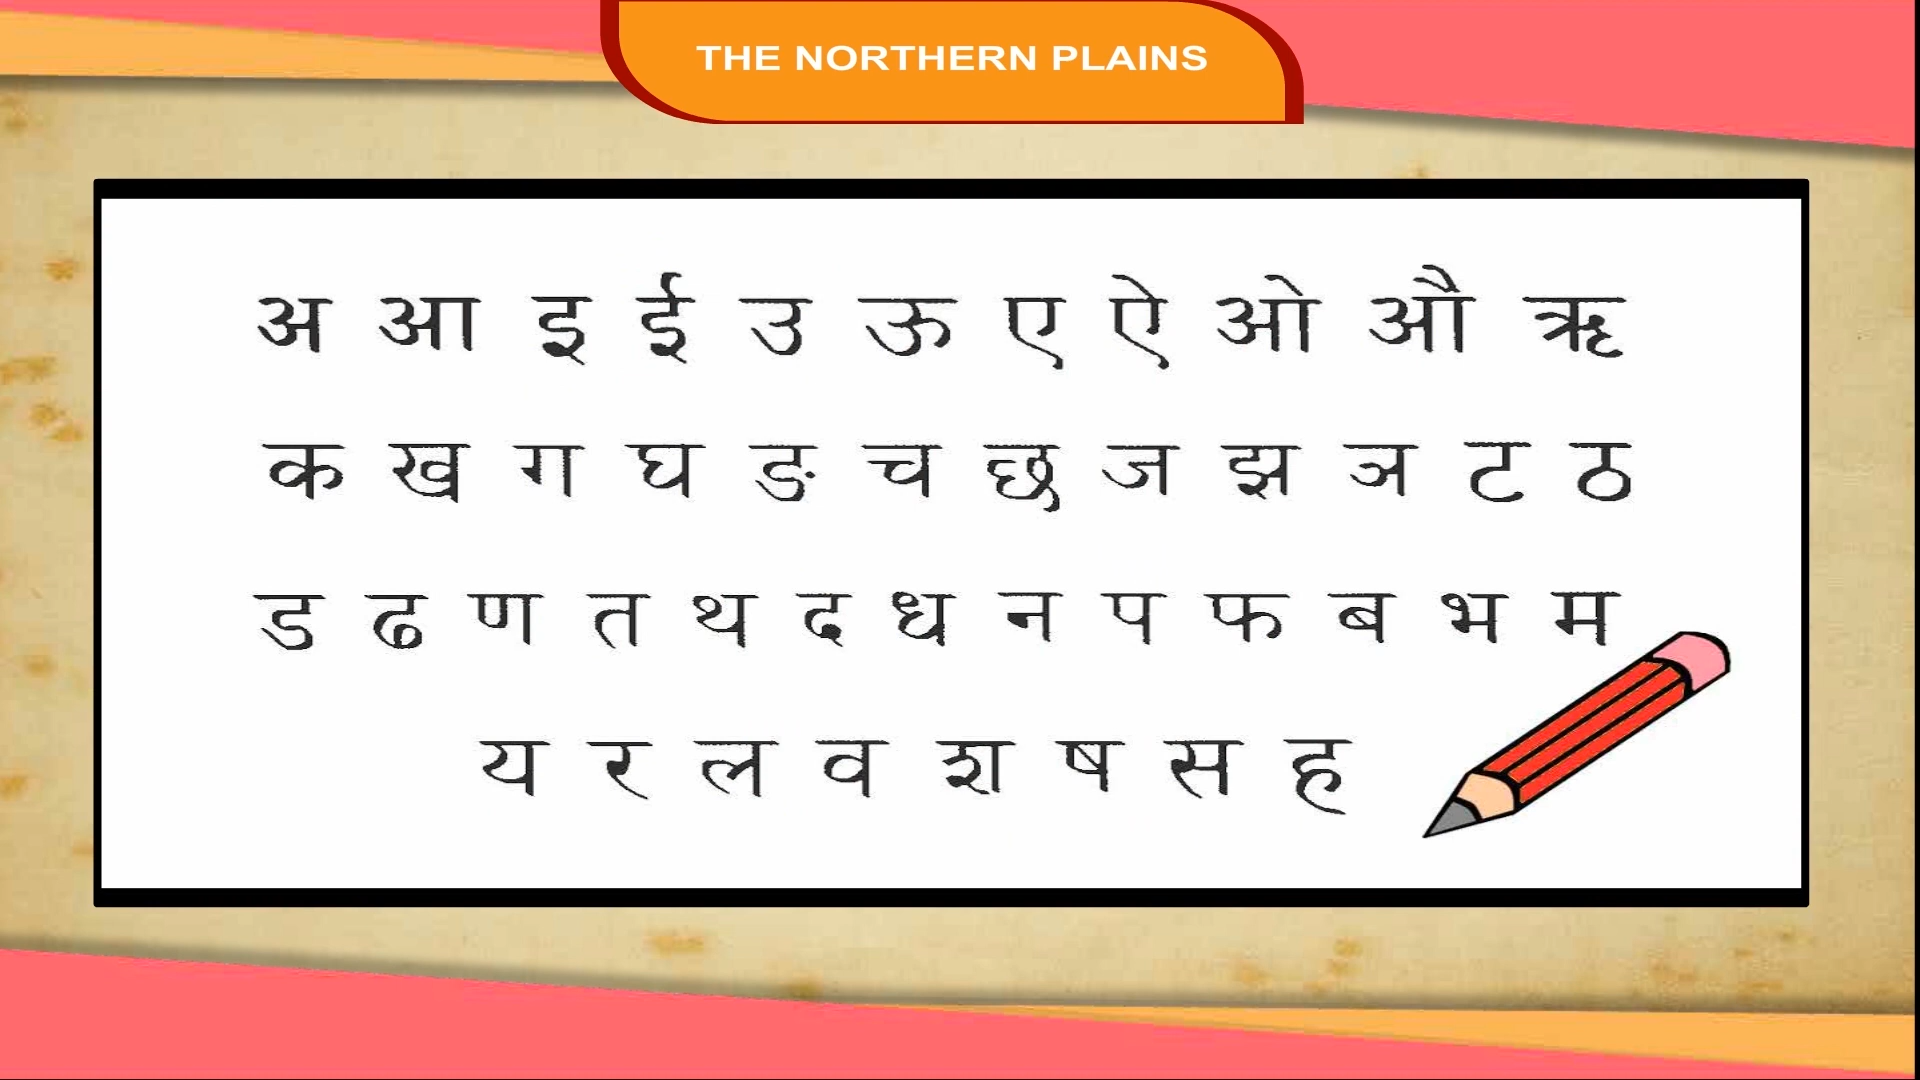 THE NORTHERN PLAINS
अ आ इ ई उ ऊ ए ऐ ओ औ ऋ
क ख ग घ ङ च छ ज झ ञ ट ठ
ड ढ ण त थ द ध न प फ ब भ म
य र ल व श ष स ह